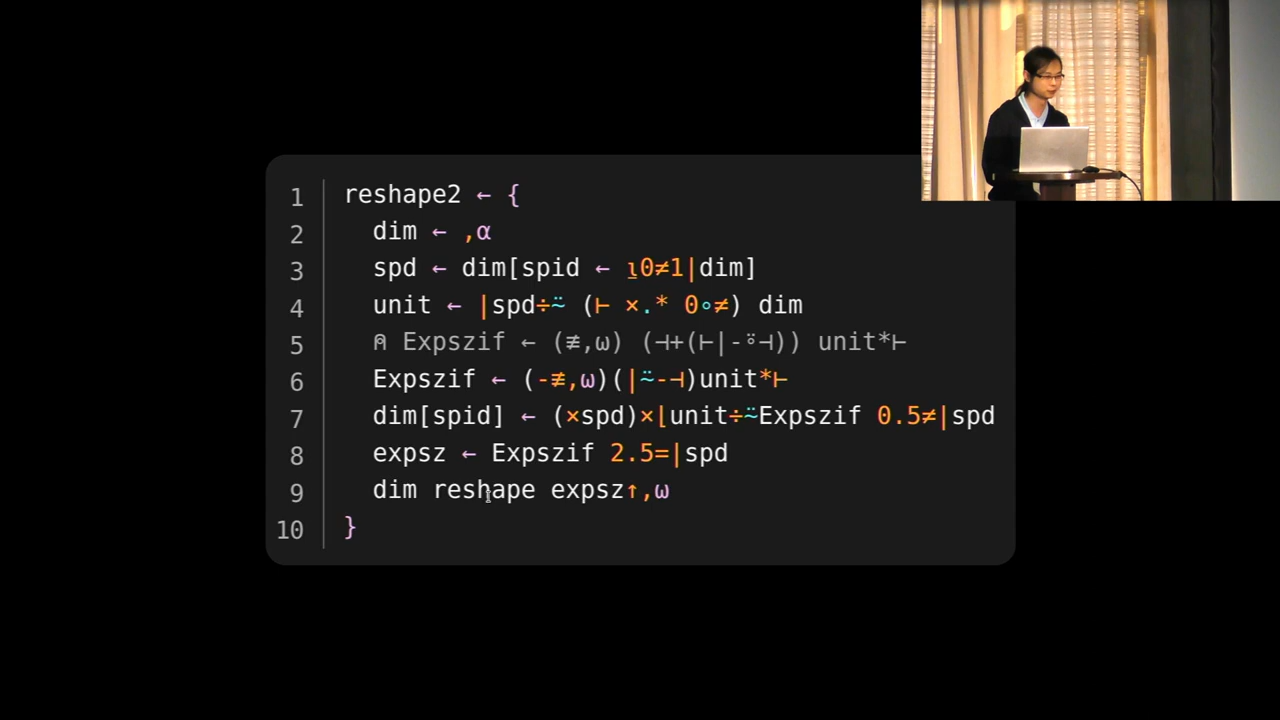 1 reshape2 ← {
2 dim ← ,⍺
3 spd ← dim[spid ← ⍸0≠1|dim]
4 unit ← |spd÷⍨ (⊢ ×.* 0∘≠) dim
5 ⍝ Expszif ← (≢,⍵) (⊣+(⊢|-⍤⊣)) unit*⊢
6 Expszif ← (-≢,⍵)(|⍨-⊣)unit*⊢
7 dim[spid] ← (×spd)×⌊unit÷⍨Expszif 0.5≠|spd
8 expsz ← Expszif 2.5=|spd
9 dim reshape expsz↑,⍵
10 }